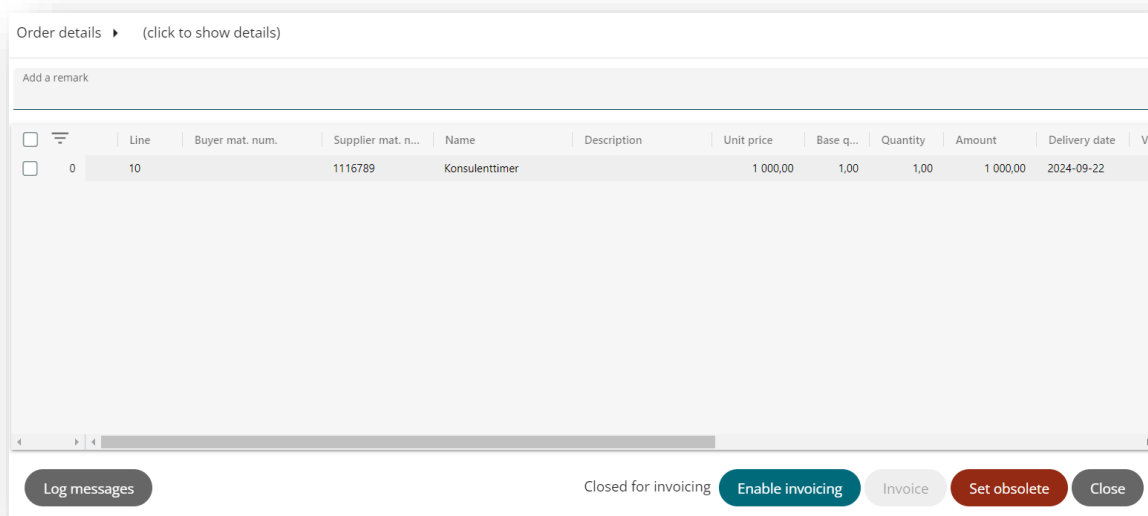 Order details (click to show details)
Add a remark
Line Buyer mat. num. Supplier mat. n... Name Description Unit price Base q... Quantity Amount Delivery date V
0 10 1116789 Konsulenttimer 1 000,00 1,00 1,00 1 000,00 2024-09-22
Log messages Closed for invoicing Enable invoicing Invoice Set obsolete Close